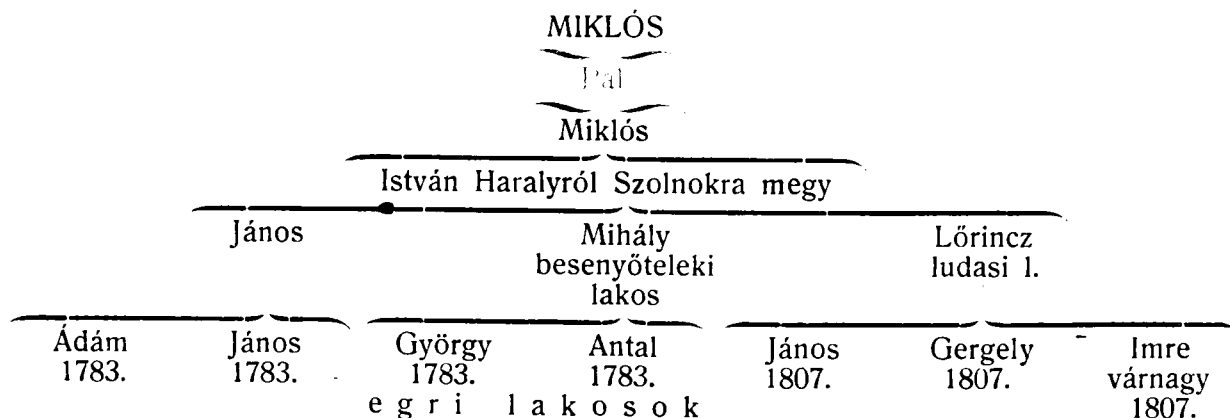 MIKLÓS
Pál
Miklós
István Haralyról Szolnokra megy
János Mihály Lőrincz
besenyőteleki ludasi l.
lakos
Ádám János György Antal János Gergely Imre
1783. 1783. 1783. 1783. 1807. 1807. várnagy
egri lakosok 1807.